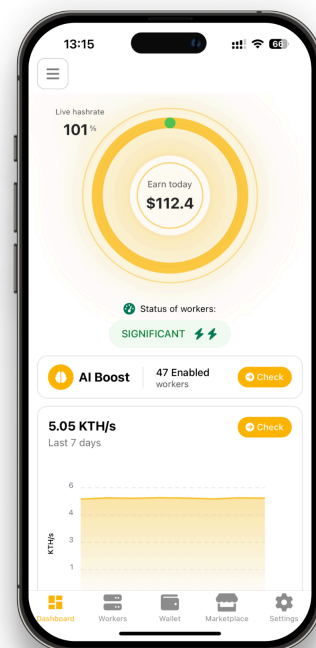 13:15
66
Live hashrate
101 %
Earn today
$112.4
Status of workers:
SIGNIFICANT
AI Boost
47 Enabled
workers
Check
5.05 KTH/s
Last 7 days
Check
KTH/s
6
4
3
1
Dashboard
Workers
Wallet
Marketplace
Settings